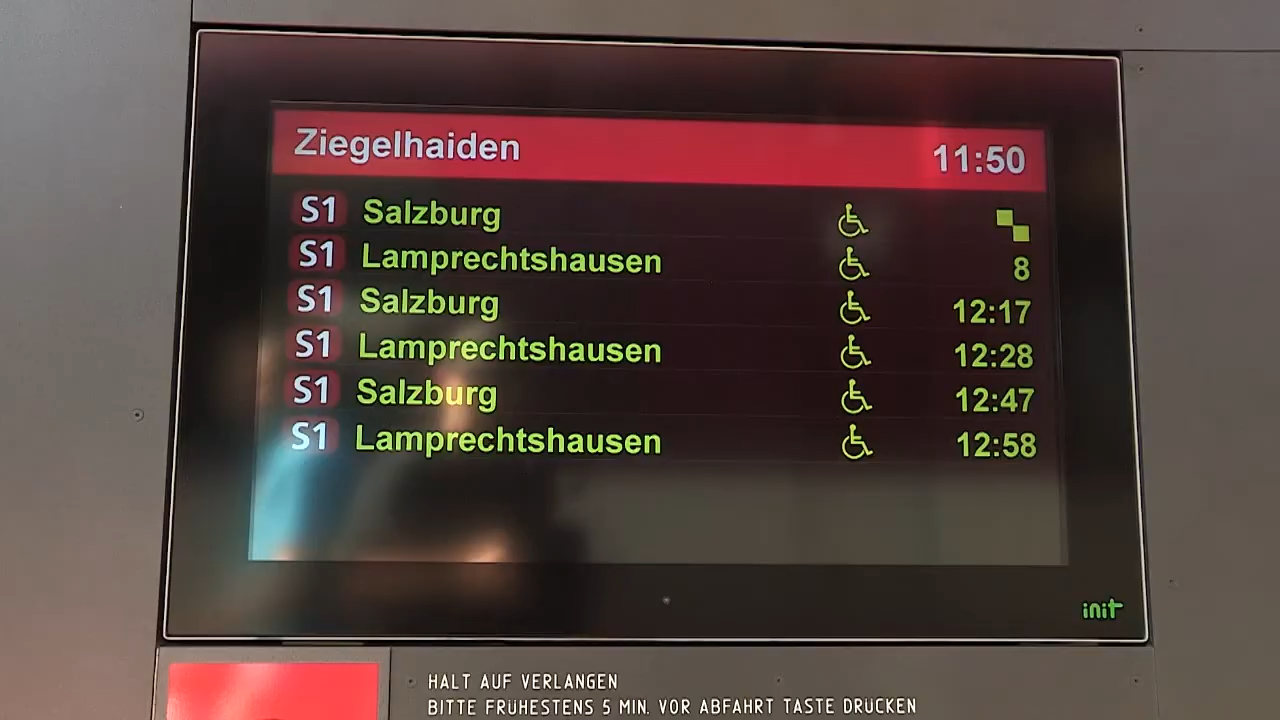 Ziegelhaiden 11:50
S1 Salzburg
S1 Lamprechtshausen 8
S1 Salzburg 12:17
S1 Lamprechtshausen 12:28
S1 Salzburg 12:47
S1 Lamprechtshausen 12:58
init
HALT AUF VERLANGEN
BITTE FRÜHESTENS 5 MIN. VOR ABFAHRT TASTE DRÜCKEN